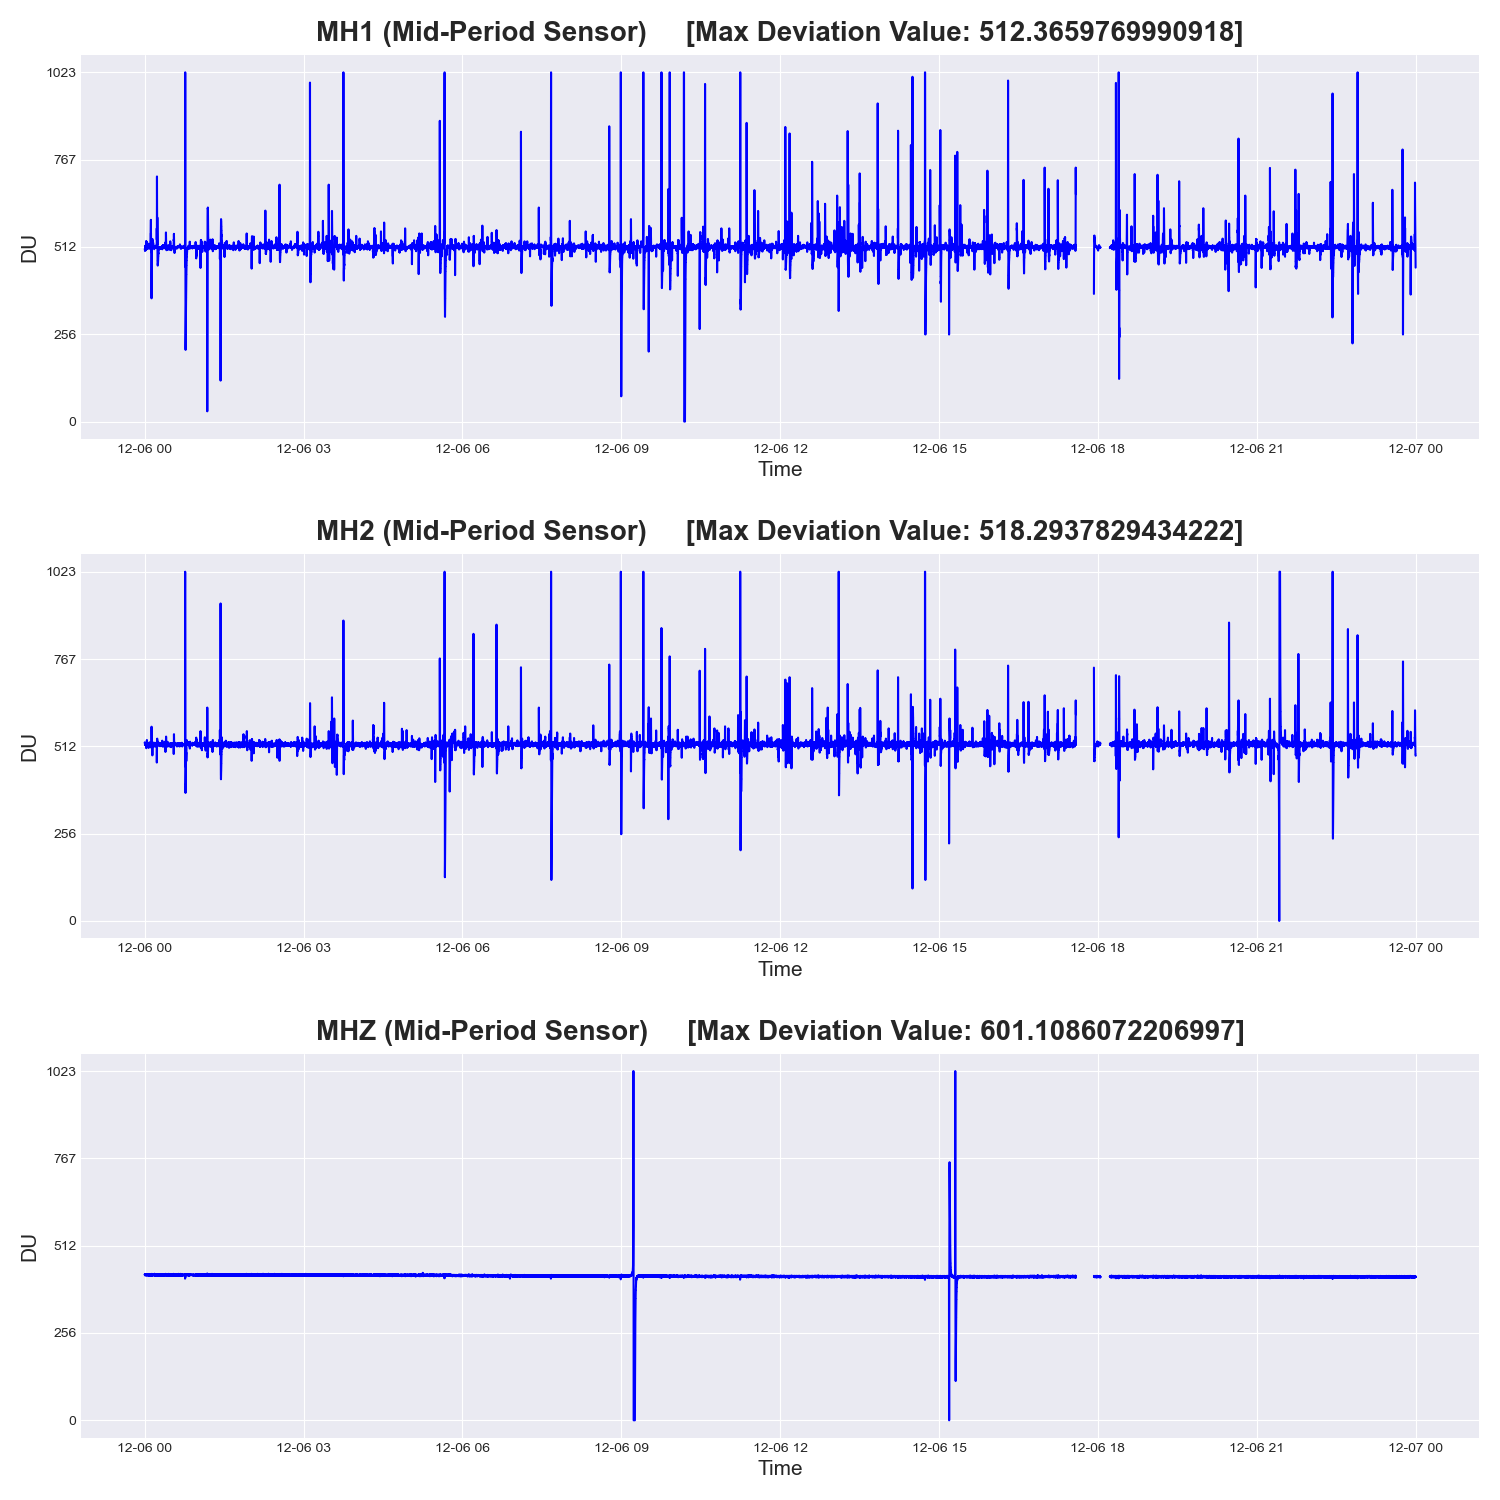 MH1 (Mid-Period Sensor) [Max Deviation Value: 512.3659769990918]
1023
767
512
256
0
DU
12-06 00 12-06 03 12-06 06 12-06 09 12-06 12 12-06 15 12-06 18 12-06 21 12-07 00
Time
MH2 (Mid-Period Sensor) [Max Deviation Value: 518.2937829434222]
1023
767
512
256
0
DU
12-06 00 12-06 03 12-06 06 12-06 09 12-06 12 12-06 15 12-06 18 12-06 21 12-07 00
Time
MHZ (Mid-Period Sensor) [Max Deviation Value: 601.1086072206997]
1023
767
512
256
0
DU
12-06 00 12-06 03 12-06 06 12-06 09 12-06 12 12-06 15 12-06 18 12-06 21 12-07 00
Time